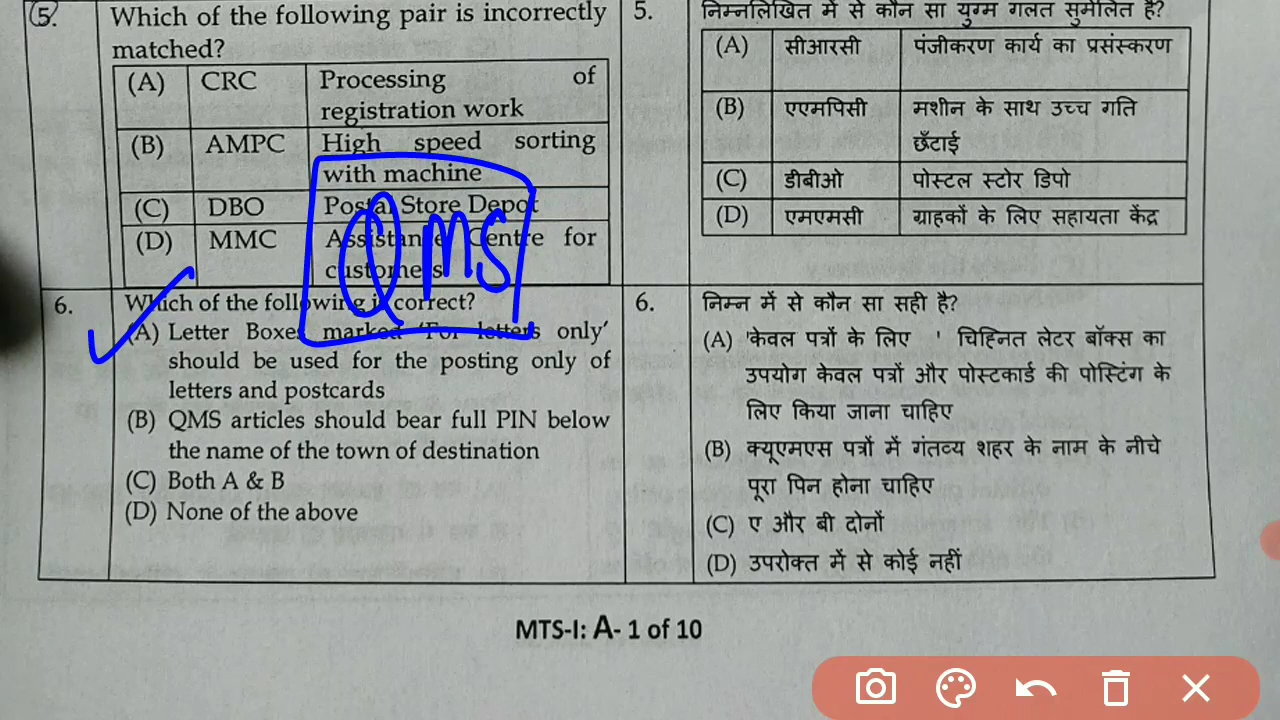 5. Which of the following pair is incorrectly
matched?
(A) CRC Processing of
registration work
(B) AMPC High speed sorting
with machine
(C) DBO Postal Store Depot
(D) MMC Assistance Centre for
customers
QMS
6. Which of the following is correct?
(A) Letter Boxes marked 'For letters only'
should be used for the posting only of
letters and postcards
(B) QMS articles should bear full PIN below
the name of the town of destination
(C) Both A & B
(D) None of the above
5. निम्नलिखित में से कौन सा युग्म गलत सुमेलित है?
(A) सीआरसी पंजीकरण कार्य का प्रसंस्करण
(B) एएमपिसी मशीन के साथ उच्च गति
छँटाई
(C) डीबीओ पोस्टल स्टोर डिपो
(D) एमएमसी ग्राहकों के लिए सहायता केंद्र
6. निम्न में से कौन सा सही है?
(A) 'केवल पत्रों के लिए ' चिह्नित लेटर बॉक्स का
उपयोग केवल पत्रों और पोस्टकार्ड की पोस्टिंग के
लिए किया जाना चाहिए
(B) क्यूएमएस पत्रों में गंतव्य शहर के नाम के नीचे
पूरा पिन होना चाहिए
(C) ए और बी दोनों
(D) उपरोक्त में से कोई नहीं
MTS-I: A- 1 of 10